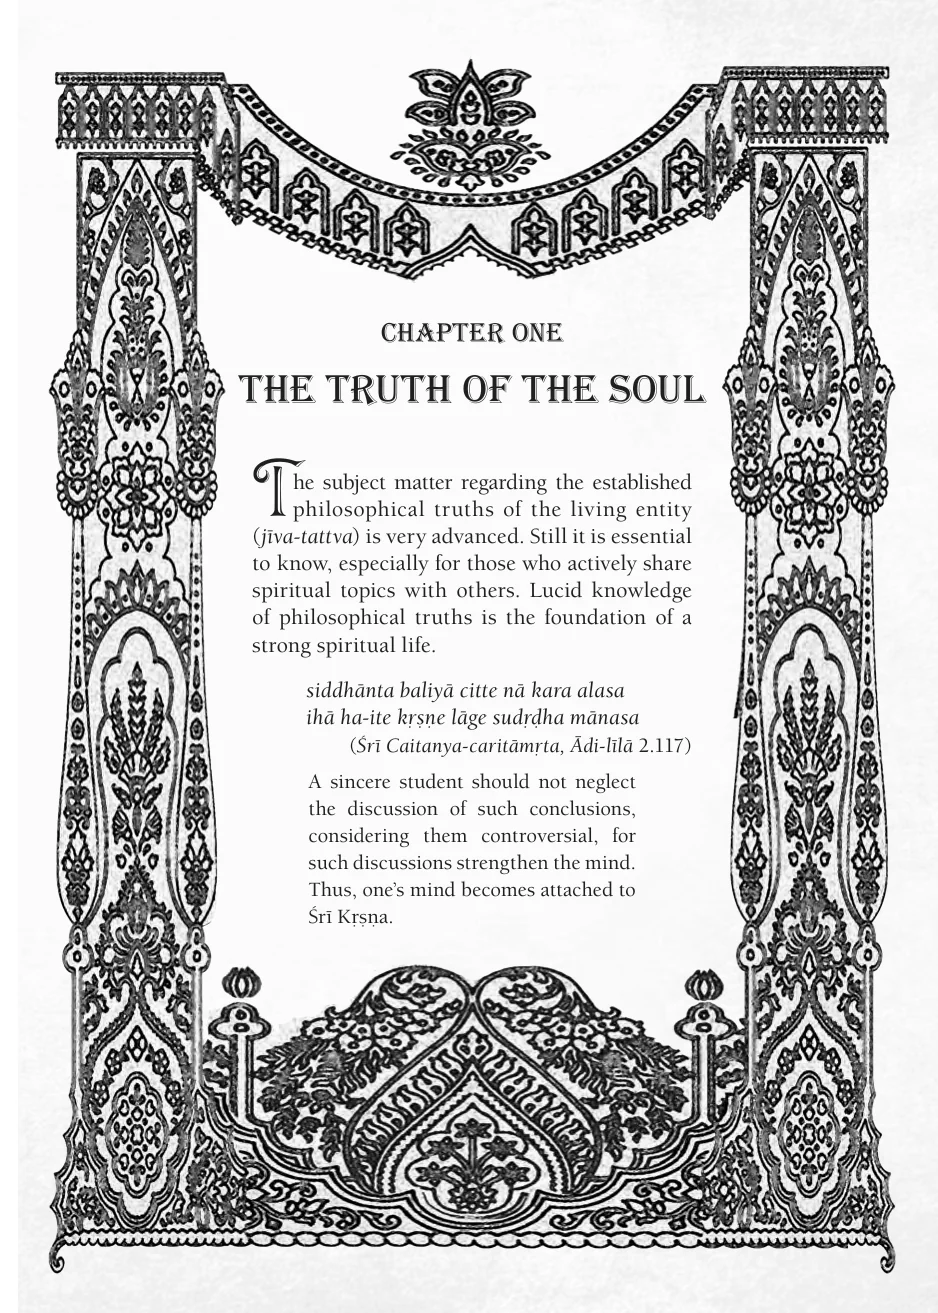 CHAPTER ONE
THE TRUTH OF THE SOUL
The subject matter regarding the established
philosophical truths of the living entity
(jīva-tattva) is very advanced. Still it is essential
to know, especially for those who actively share
spiritual topics with others. Lucid knowledge
of philosophical truths is the foundation of a
strong spiritual life.
siddhānta baliyā citte nā kara alasa
ihā ha-ite kṛṣṇe lāge sudṛḍha mānasa
(Śrī Caitanya-caritāmṛta, Ādi-līlā 2.117)
A sincere student should not neglect
the discussion of such conclusions,
considering them controversial, for
such discussions strengthen the mind.
Thus, one’s mind becomes attached to
Śrī Kṛṣṇa.